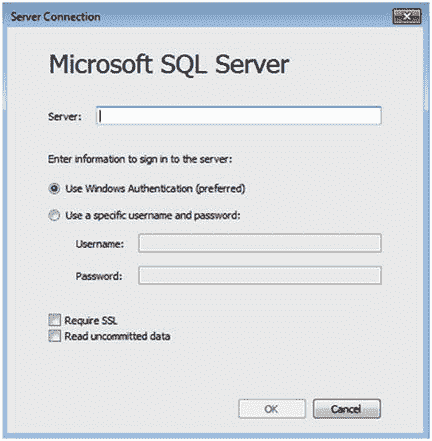 Server Connection
Microsoft SQL Server
Server:
Enter information to sign in to the server:
Use Windows Authentication (preferred)
Use a specific username and password:
Username:
Password:
Require SSL
Read uncommitted data
OK Cancel